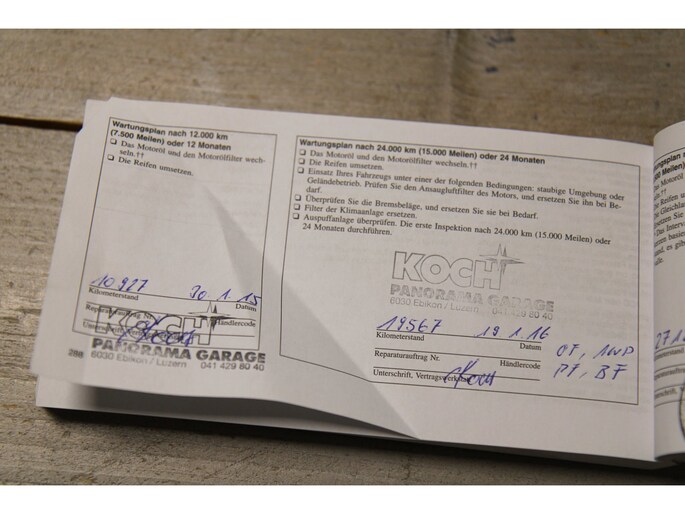 Wartungsplan nach 12.000 km
(7.500 Meilen) oder 12 Monaten
❑ Das Motoröl und den Motorölfilter wech-
seln.††
❑ Die Reifen umsetzen.
10 927 20.1.15
Kilometerstand Datum
Reparaturauftrag Nr. Händlercode
Unterschrift,
KOCH
PANORAMA GARAGE
6030 Ebikon / Luzern 041 429 80 40
288
Wartungsplan nach 24.000 km (15.000 Meilen) oder 24 Monaten
❑ Das Motoröl und den Motorölfilter wechseln.††
❑ Die Reifen umsetzen.
❑ Einsatz Ihres Fahrzeugs unter einer der folgenden Bedingungen: staubige Umgebung oder
Geländebetrieb. Prüfen Sie den Ansaugluftfilter des Motors, und ersetzen Sie ihn bei Be-
darf.
❑ Überprüfen Sie die Bremsbeläge, und ersetzen Sie sie bei Bedarf.
❑ Filter der Klimaanlage ersetzen.
❑ Auspuffanlage überprüfen. Die erste Inspektion nach 24.000 km (15.000 Meilen) oder
24 Monaten durchführen.
KOCH
PANORAMA GARAGE
6030 Ebikon / Luzern 041 429 80 40
19567 19.1.16
Kilometerstand Datum
Reparaturauftrag Nr. Händlercode
Unterschrift, Vertragswerkstatt
PF, BF